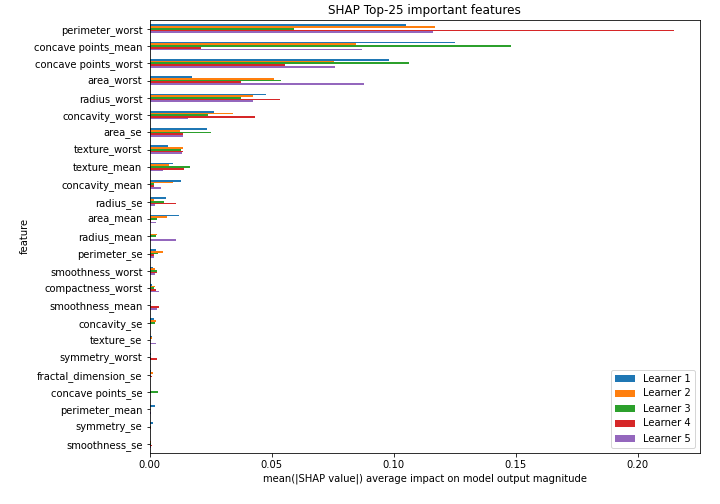 SHAP Top-25 important features
feature
perimeter_worst
concave points_mean
concave points_worst
area_worst
radius_worst
concavity_worst
area_se
texture_worst
texture_mean
concavity_mean
radius_se
area_mean
radius_mean
perimeter_se
smoothness_worst
compactness_worst
smoothness_mean
concavity_se
texture_se
symmetry_worst
fractal_dimension_se
concave points_se
perimeter_mean
symmetry_se
smoothness_se
Learner 1
Learner 2
Learner 3
Learner 4
Learner 5
0.00 0.05 0.10 0.15 0.20
mean(|SHAP value|) average impact on model output magnitude